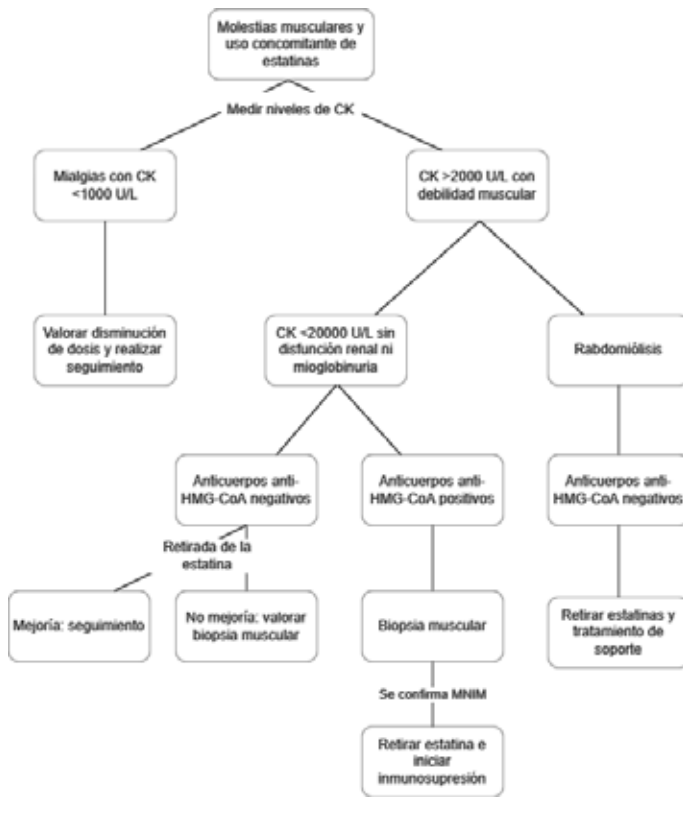 Molestias musculares y
uso concomitante de
estatinas
Medir niveles de CK
Mialgias con CK
<1000 U/L
CK >2000 U/L con
debilidad muscular
Valorar disminución
de dosis y realizar
seguimiento
CK <20000 U/L sin
disfunción renal ni
mioglobinuria
Rabdomiólisis
Anticuerpos anti-
HMG-CoA negativos
Anticuerpos anti-
HMG-CoA positivos
Anticuerpos anti-
HMG-CoA negativos
Retirada de la
estatina
Mejoría: seguimiento
No mejoría: valorar
biopsia muscular
Biopsia muscular
Retirar estatinas y
tratamiento de
soporte
Se confirma MNIM
Retirar estatina e
iniciar
inmunosupresión